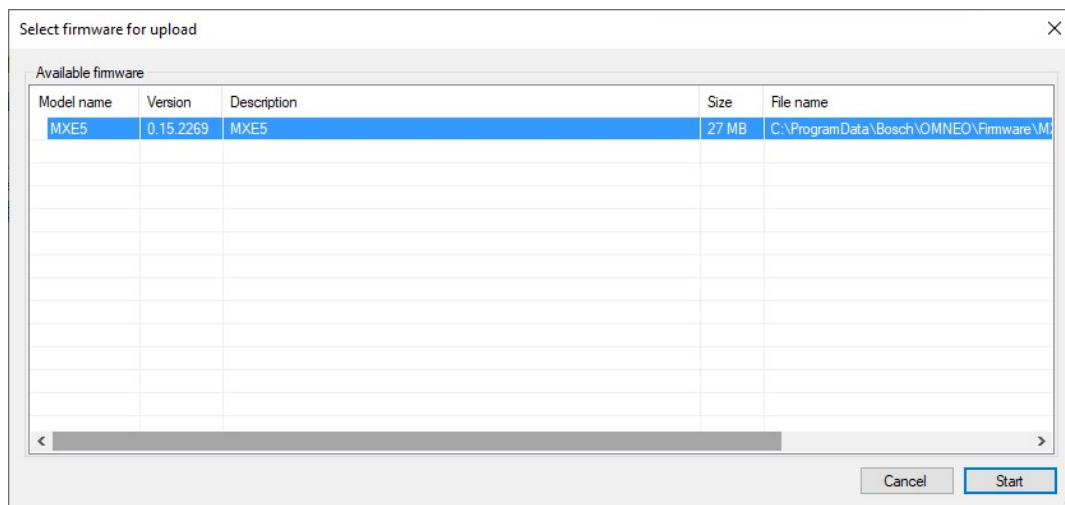 Select firmware for upload
Available firmware
Model name Version Description Size File name
MXE5 0.15.2269 MXE5 27 MB C:\ProgramData\Bosch\OMNEO\Firmware\M
Cancel Start